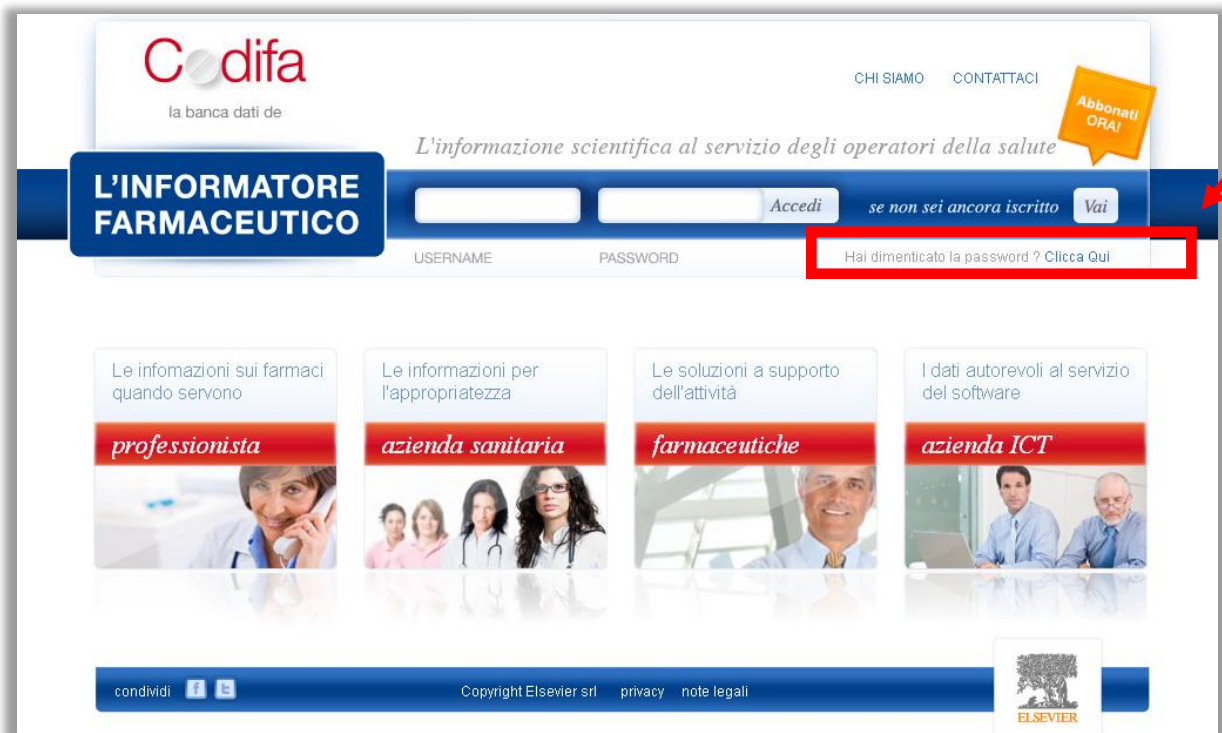 Codifa
la banca dati de
CHI SIAMO CONTATTACI
Abbonati
ORA!
L'informazione scientifica al servizio degli operatori della salute
L'INFORMATORE
FARMACEUTICO
Accedi se non sei ancora iscritto Vai
USERNAME PASSWORD Hai dimenticato la password ? Clicca Qui
Le infomazioni sui farmaci
quando servono
professionista
Le informazioni per
l'appropriatezza
azienda sanitaria
Le soluzioni a supporto
dell'attività
farmaceutiche
I dati autorevoli al servizio
del software
azienda ICT
condividi f t Copyright Elsevier srl privacy note legali
ELSEVIER